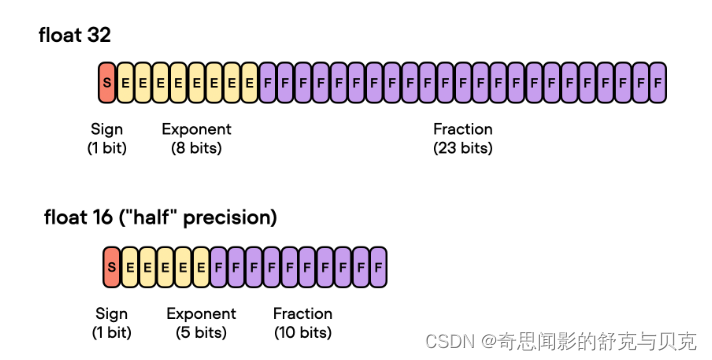 float 32
S E E E E E E E E F F F F F F F F F F F F F F F F F F F F F F F
Sign Exponent Fraction
(1 bit) (8 bits) (23 bits)
float 16 ("half" precision)
S E E E E E F F F F F F F F F F
Sign Exponent Fraction
(1 bit) (5 bits) (10 bits)
CSDN @奇思闻影的舒克与贝克